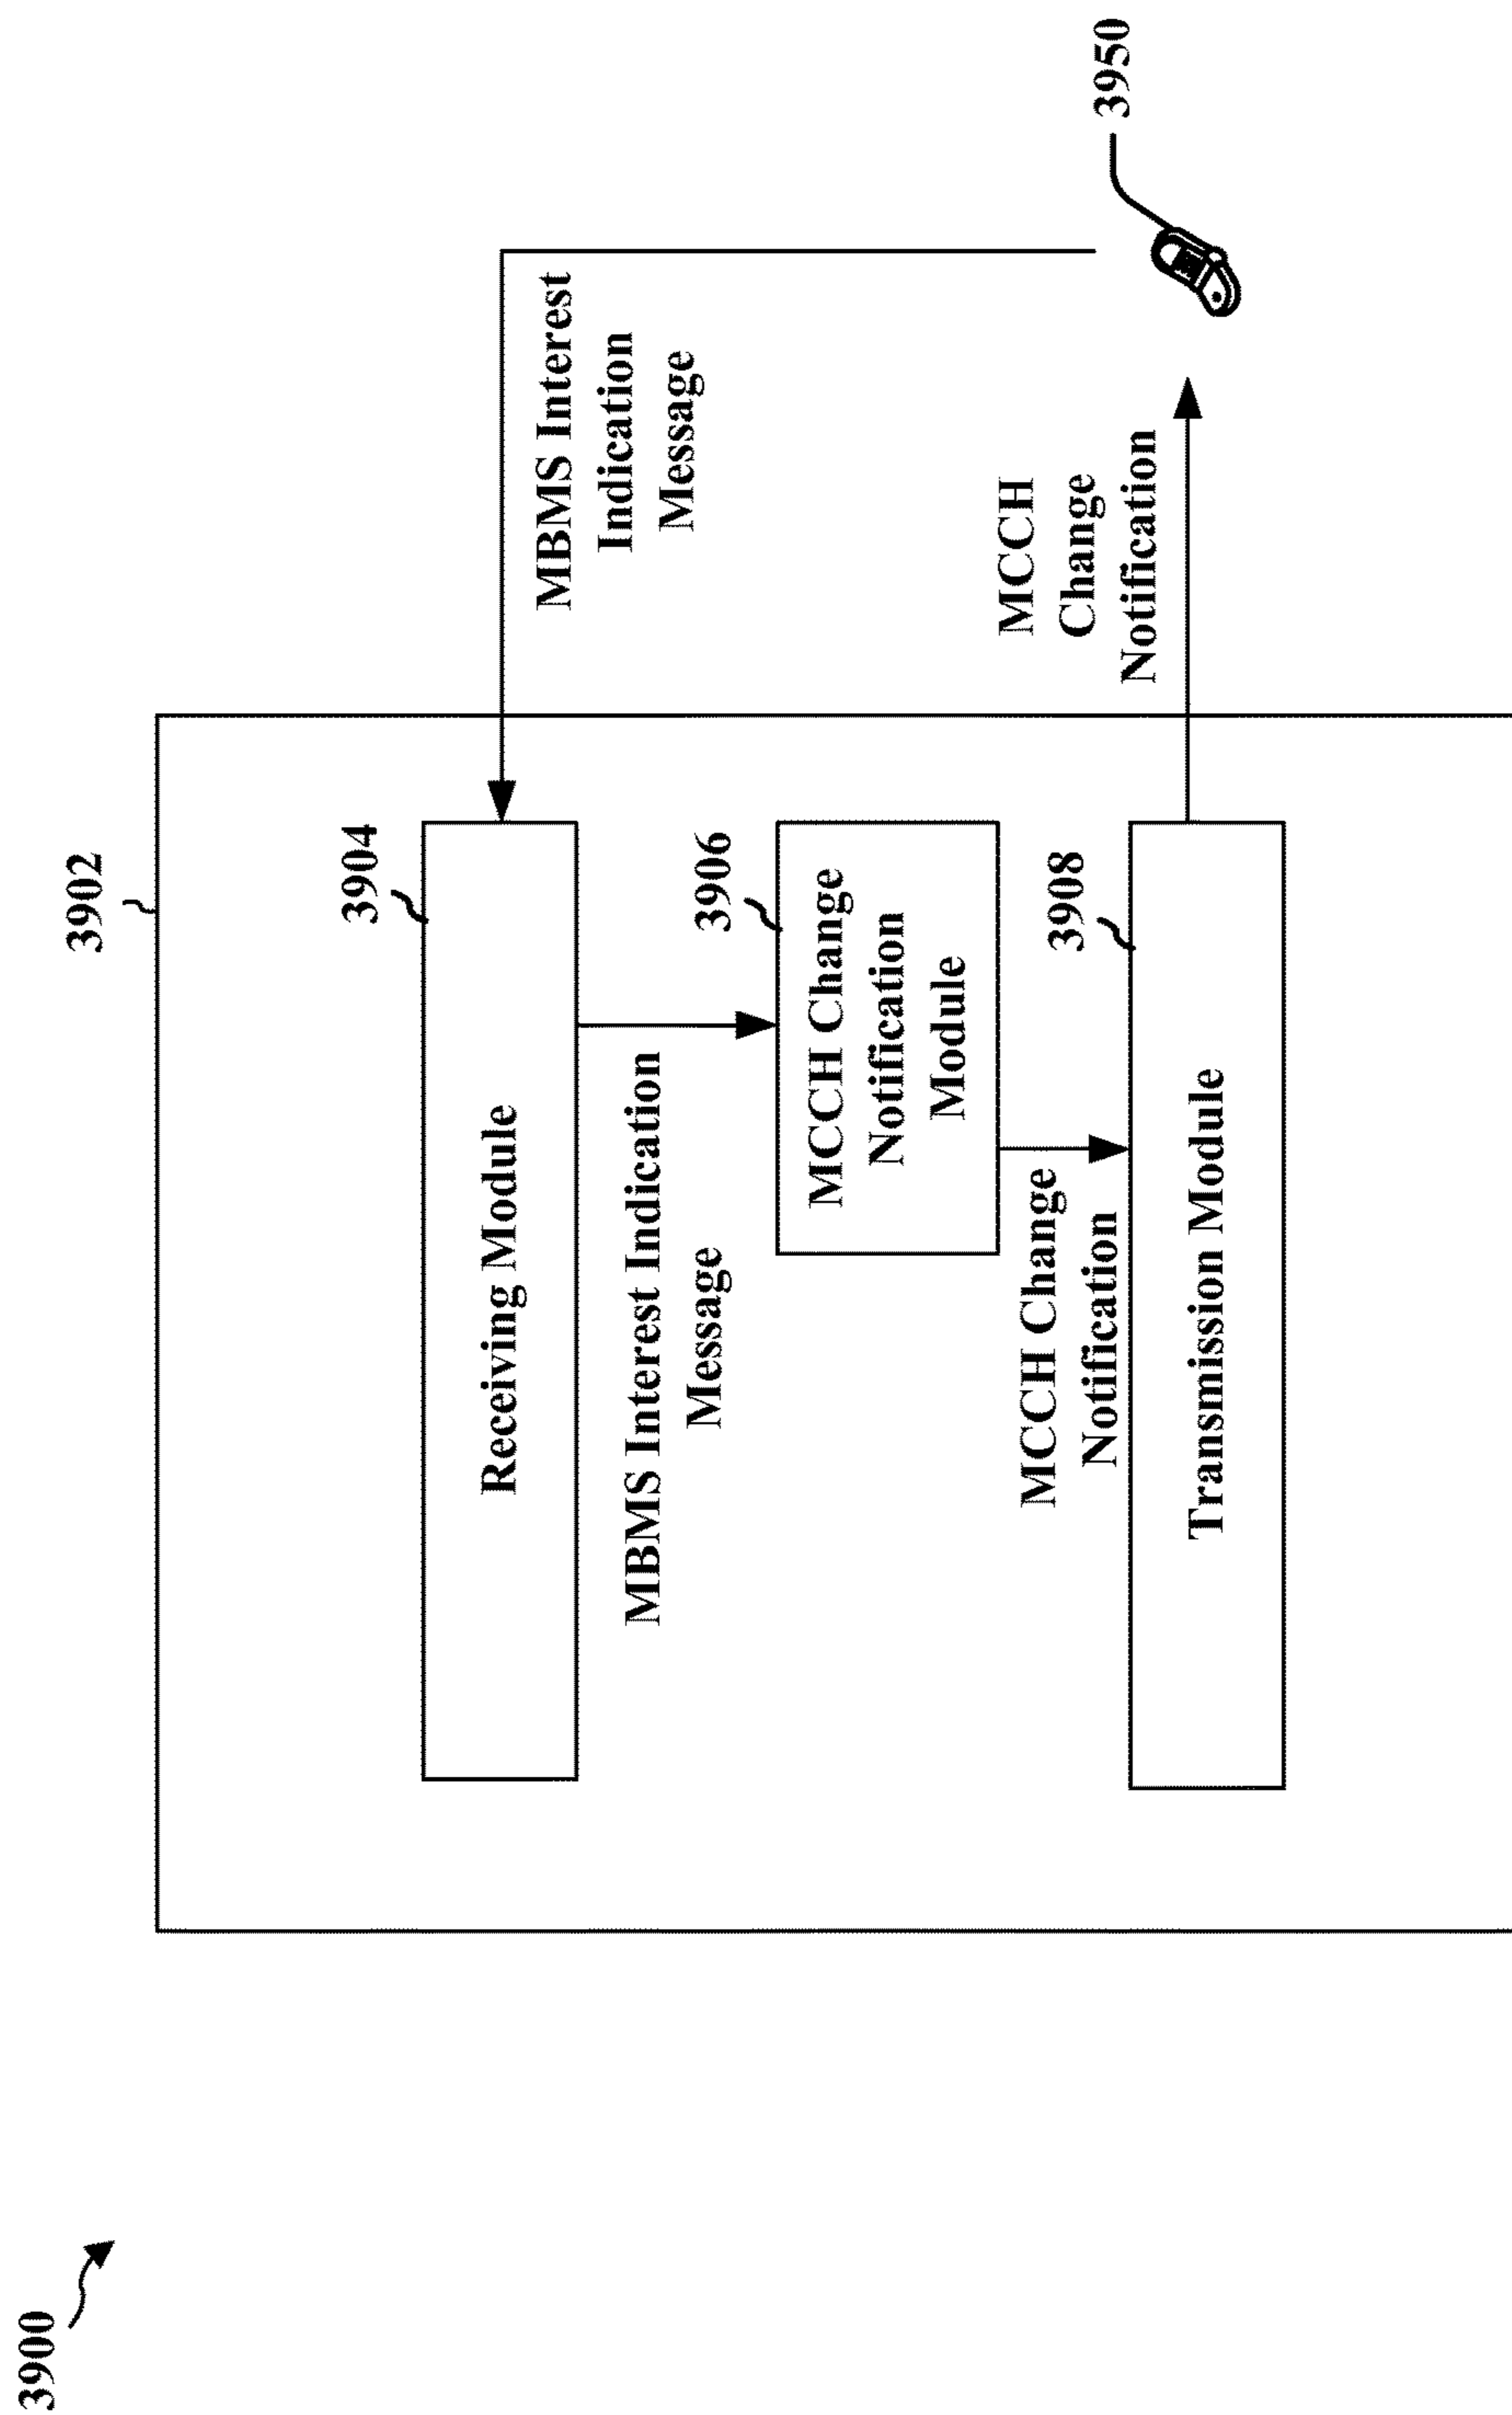 3900
3902
3904
Receiving Module
MBMS Interest Indication
Message
3906
MCCH Change
Notification
Module
MCCH Change
Notification
3908
Transmission Module
MBMS Interest
Indication
Message
MCCH
Change
Notification
3950